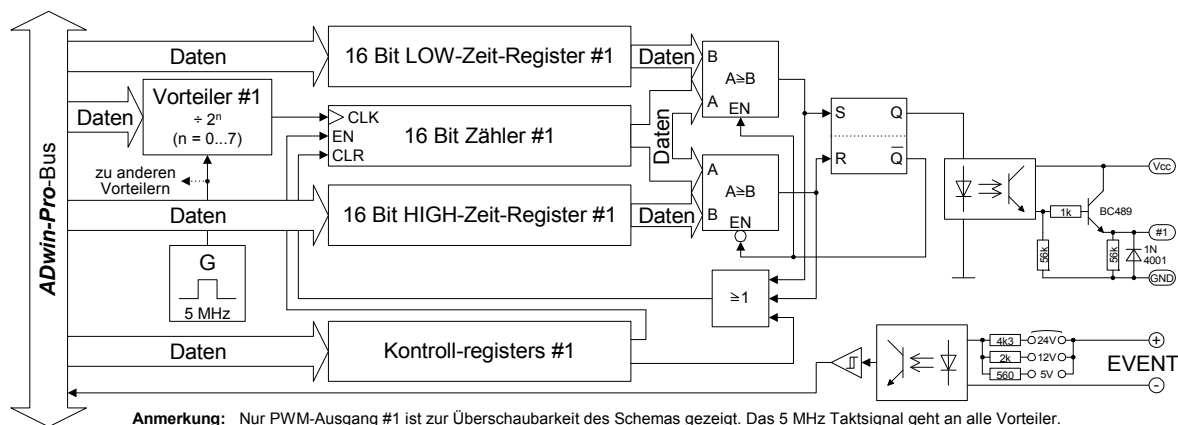 ADwin-Pro-Bus
Daten
16 Bit LOW-Zeit-Register #1
Daten
B
A≥B
A
EN
Daten
Vorteiler #1
÷ 2ⁿ
(n = 0...7)
CLK
EN
CLR
16 Bit Zähler #1
Daten
S
Q
R
Q̅
zu anderen
Vorteilern
A
A≥B
B
EN
Daten
16 Bit HIGH-Zeit-Register #1
Daten
Vcc
1k
BC489
#1
56k
56k
1N
4001
GND
G
5 MHz
≥1
Daten
Kontroll-registers #1
4k3
24V
2k
12V
560
5V
+
EVENT
-
Anmerkung: Nur PWM-Ausgang #1 ist zur Überschaubarkeit des Schemas gezeigt. Das 5 MHz Taktsignal geht an alle Vorteiler.